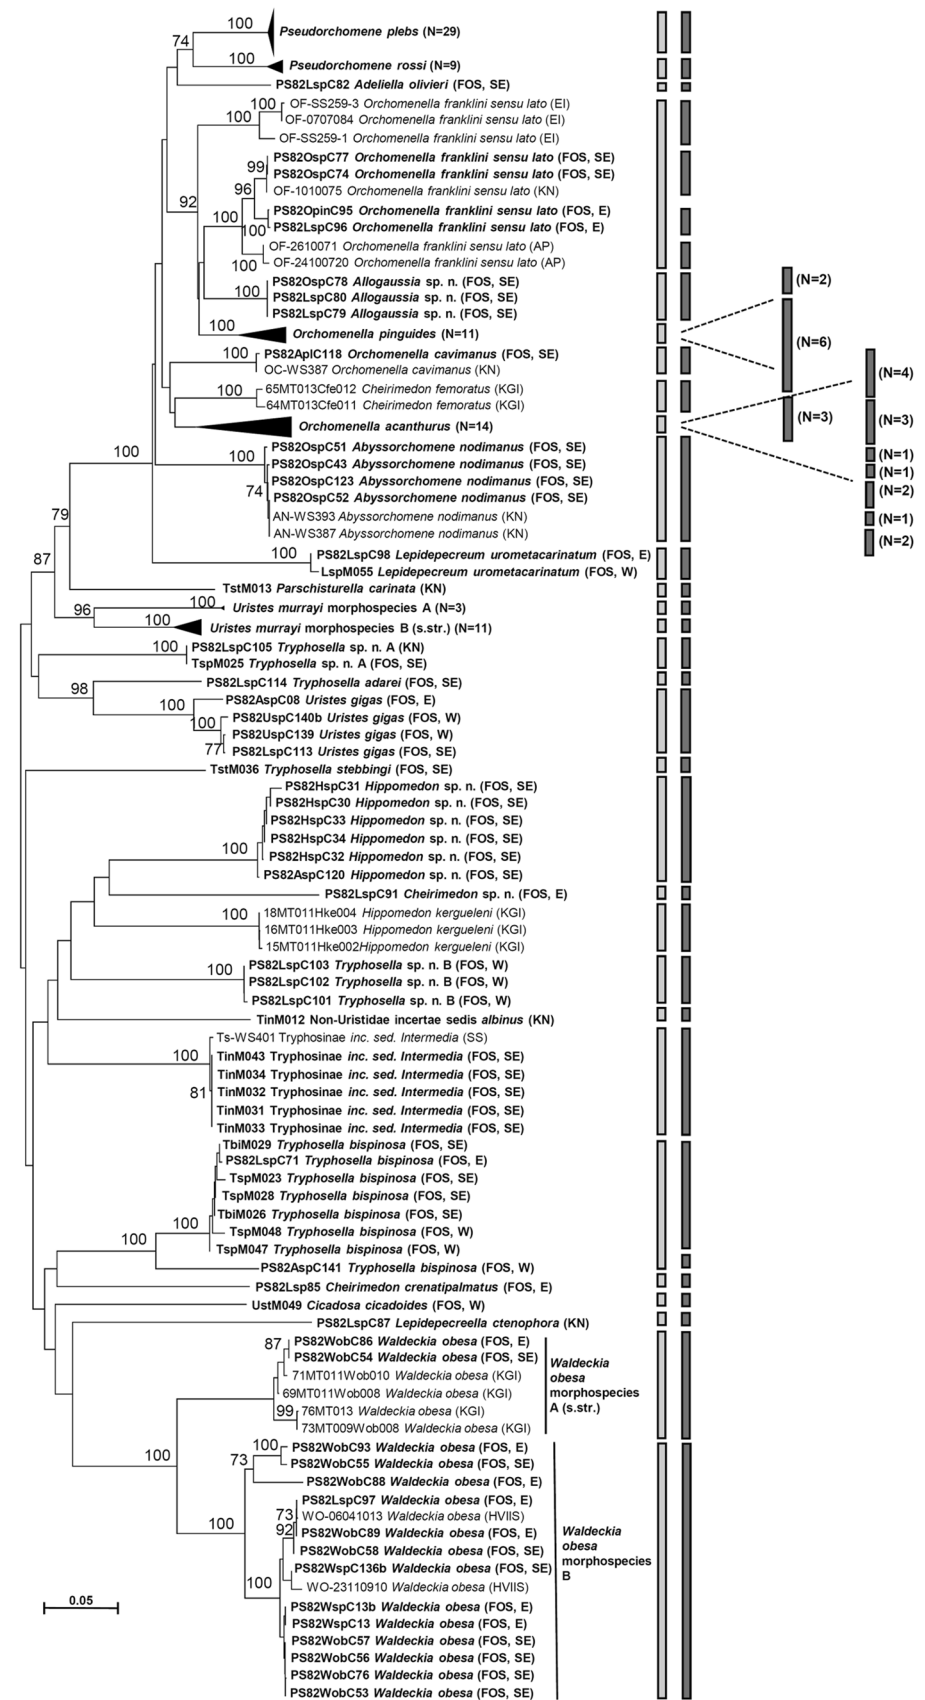 100
Pseudorchomene plebs (N=29)
74
100
Pseudorchomene rossi (N=9)
PS82LspC82 Adeliella olivieri (FOS, SE)
100
OF-SS259-3 Orchomenella franklini sensu lato (EI)
100
OF-0707084 Orchomenella franklini sensu lato (EI)
OF-SS259-1 Orchomenella franklini sensu lato (EI)
PS82OspC77 Orchomenella franklini sensu lato (FOS, SE)
99
PS82OspC74 Orchomenella franklini sensu lato (FOS, SE)
96
OF-1010075 Orchomenella franklini sensu lato (KN)
92
PS82OpinC95 Orchomenella franklini sensu lato (FOS, E)
100
100
PS82LspC96 Orchomenella franklini sensu lato (FOS, E)
OF-2610071 Orchomenella franklini sensu lato (AP)
100
OF-24100720 Orchomenella franklini sensu lato (AP)
PS82OspC78 Allogaussia sp. n. (FOS, SE)
(N=2)
100
PS82LspC80 Allogaussia sp. n. (FOS, SE)
PS82LspC79 Allogaussia sp. n. (FOS, SE)
100
Orchomenella pinguides (N=11)
(N=6)
100
PS82AplC118 Orchomenella cavimanus (FOS, SE)
OC-WS387 Orchomenella cavimanus (KN)
(N=4)
100
65MT013Cfe012 Cheirimedon femoratus (KGI)
64MT013Cfe011 Cheirimedon femoratus (KGI)
(N=3)
(N=3)
Orchomenella acanthurus (N=14)
PS82OspC51 Abyssorchomene nodimanus (FOS, SE)
100
100
PS82OspC43 Abyssorchomene nodimanus (FOS, SE)
(N=1)
(N=1)
PS82OspC123 Abyssorchomene nodimanus (FOS, SE)
74
PS82OspC52 Abyssorchomene nodimanus (FOS, SE)
(N=2)
79
AN-WS393 Abyssorchomene nodimanus (KN)
(N=1)
AN-WS387 Abyssorchomene nodimanus (KN)
(N=2)
100
PS82LspC98 Lepidepecreum urometacarinatum (FOS, E)
87
LspM055 Lepidepecreum urometacarinatum (FOS, W)
TstM013 Parschisturella carinata (KN)
96
100
Uristes murrayi morphospecies A (N=3)
100
Uristes murrayi morphospecies B (s.str.) (N=11)
100
PS82LspC105 Tryphosella sp. n. A (KN)
TspM025 Tryphosella sp. n. A (FOS, SE)
98
PS82LspC114 Tryphosella adarei (FOS, SE)
100
PS82AspC08 Uristes gigas (FOS, E)
100
PS82UspC140b Uristes gigas (FOS, W)
PS82UspC139 Uristes gigas (FOS, W)
77
PS82LspC113 Uristes gigas (FOS, SE)
TstM036 Tryphosella stebbingi (FOS, SE)
PS82HspC31 Hippomedon sp. n. (FOS, SE)
PS82HspC30 Hippomedon sp. n. (FOS, SE)
PS82HspC33 Hippomedon sp. n. (FOS, SE)
PS82HspC34 Hippomedon sp. n. (FOS, SE)
100
PS82HspC32 Hippomedon sp. n. (FOS, SE)
PS82AspC120 Hippomedon sp. n. (FOS, SE)
PS82LspC91 Cheirimedon sp. n. (FOS, E)
100
18MT011Hke004 Hippomedon kergueleni (KGI)
16MT011Hke003 Hippomedon kergueleni (KGI)
15MT011Hke002Hippomedon kergueleni (KGI)
100
PS82LspC103 Tryphosella sp. n. B (FOS, W)
PS82LspC102 Tryphosella sp. n. B (FOS, W)
PS82LspC101 Tryphosella sp. n. B (FOS, W)
TinM012 Non-Uristidae incertae sedis albinus (KN)
Ts-WS401 Tryphosinae inc. sed. Intermedia (SS)
100
TinM043 Tryphosinae inc. sed. Intermedia (FOS, SE)
TinM034 Tryphosinae inc. sed. Intermedia (FOS, SE)
81
TinM032 Tryphosinae inc. sed. Intermedia (FOS, SE)
TinM031 Tryphosinae inc. sed. Intermedia (FOS, SE)
TinM033 Tryphosinae inc. sed. Intermedia (FOS, SE)
TbiM029 Tryphosella bispinosa (FOS, SE)
PS82LspC71 Tryphosella bispinosa (FOS, E)
TspM023 Tryphosella bispinosa (FOS, SE)
TspM028 Tryphosella bispinosa (FOS, SE)
TbiM026 Tryphosella bispinosa (FOS, SE)
100
TspM048 Tryphosella bispinosa (FOS, W)
100
TspM047 Tryphosella bispinosa (FOS, W)
PS82AspC141 Tryphosella bispinosa (FOS, W)
PS82Lsp85 Cheirimedon crenatipalmatus (FOS, E)
UstM049 Cicadosa cicadoides (FOS, W)
PS82LspC87 Lepidepecreella ctenophora (KN)
87
PS82WobC86 Waldeckia obesa (FOS, E)
PS82WobC54 Waldeckia obesa (FOS, SE)
71MT011Wob010 Waldeckia obesa (KGI)
69MT011Wob008 Waldeckia obesa (KGI)
99
76MT013 Waldeckia obesa (KGI)
73MT009Wob008 Waldeckia obesa (KGI)
Waldeckia
obesa
morphospecies
A (s.str.)
100
100
PS82WobC93 Waldeckia obesa (FOS, E)
73
PS82WobC55 Waldeckia obesa (FOS, SE)
PS82WobC88 Waldeckia obesa (FOS, E)
PS82LspC97 Waldeckia obesa (FOS, E)
73
WO-06041013 Waldeckia obesa (HVIIS)
100
92
PS82WobC89 Waldeckia obesa (FOS, E)
PS82WobC58 Waldeckia obesa (FOS, SE)
PS82WspC136b Waldeckia obesa (FOS, SE)
100
WO-23110910 Waldeckia obesa (HVIIS)
PS82WspC13b Waldeckia obesa (FOS, E)
PS82WspC13 Waldeckia obesa (FOS, E)
PS82WobC57 Waldeckia obesa (FOS, SE)
PS82WobC56 Waldeckia obesa (FOS, SE)
PS82WobC76 Waldeckia obesa (FOS, SE)
PS82WobC53 Waldeckia obesa (FOS, SE)
Waldeckia
obesa
morphospecies
B
0.05